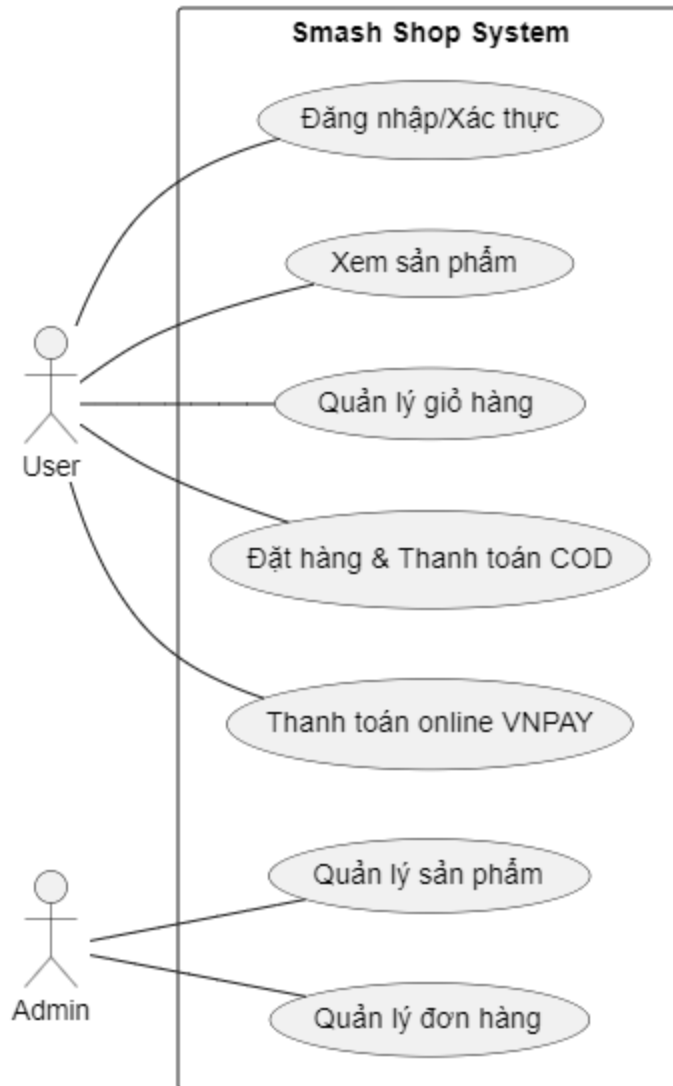 Smash Shop System
Đăng nhập/Xác thực
Xem sản phẩm
Quản lý giỏ hàng
User
Đặt hàng & Thanh toán COD
Thanh toán online VNPAY
Quản lý sản phẩm
Admin
Quản lý đơn hàng